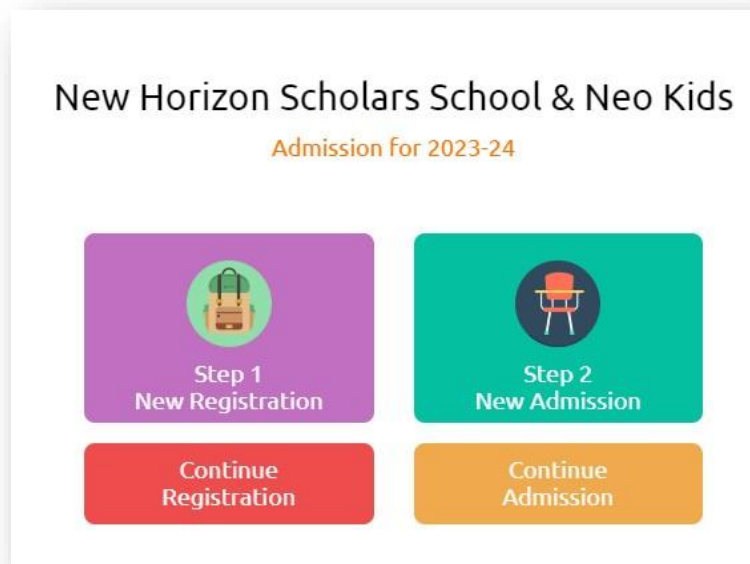 New Horizon Scholars School & Neo Kids
Admission for 2023-24
Step 1
New Registration
Step 2
New Admission
Continue
Registration
Continue
Admission